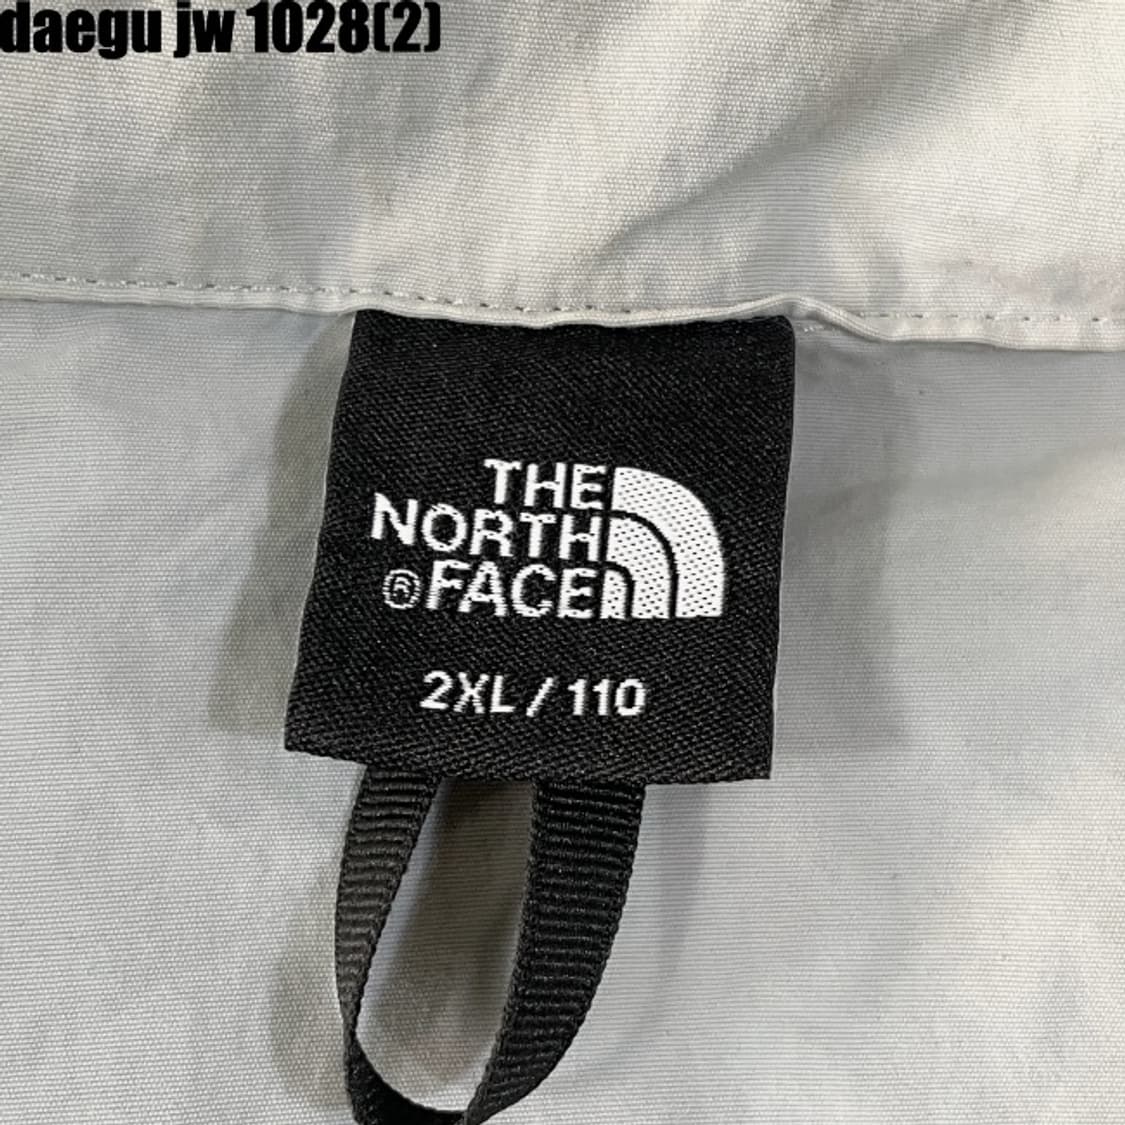 daegu jw 1028(2)
THE
NORTH
®FACE
2XL / 110